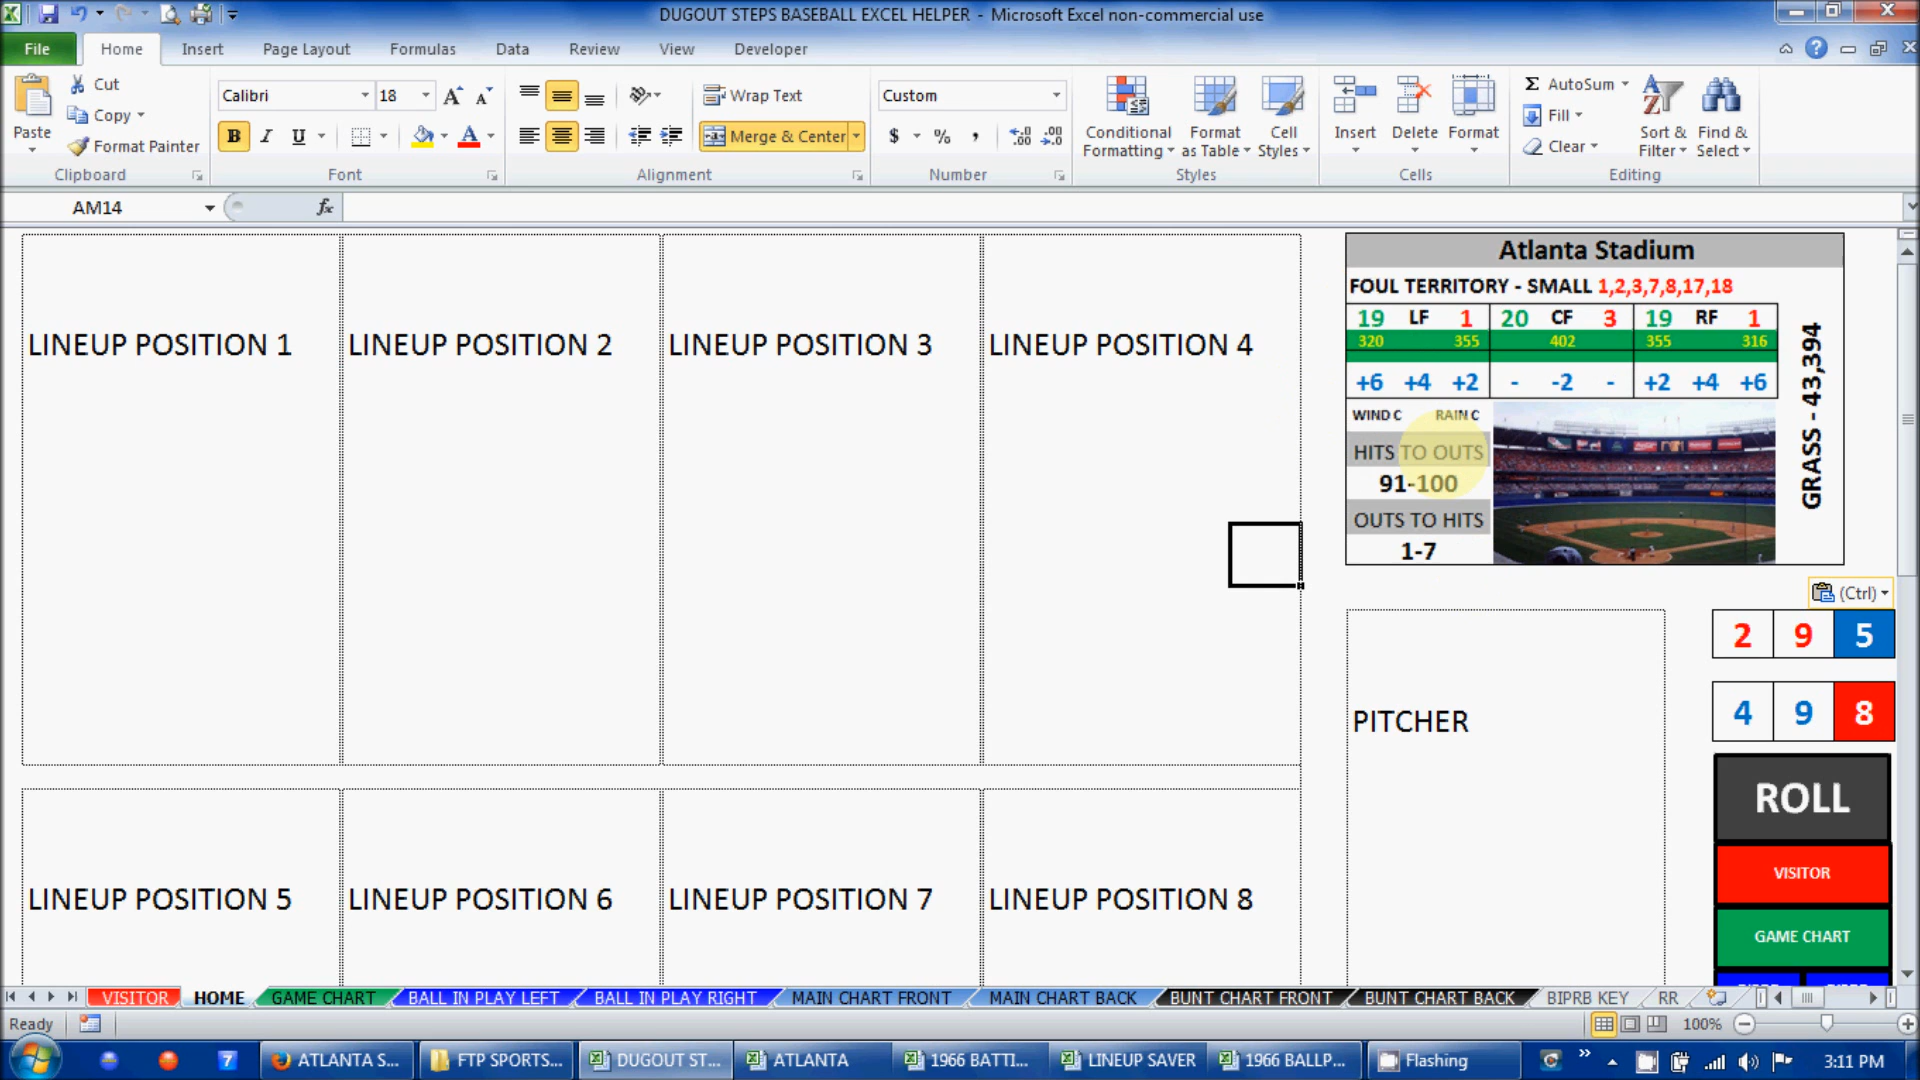 DUGOUT STEPS BASEBALL EXCEL HELPER - Microsoft Excel non-commercial use
File Home Insert Page Layout Formulas Data Review View Developer
Paste
Cut
Copy
Format Painter
Clipboard
Calibri 18
B I U A
Font
Wrap Text
Merge & Center
Alignment
Custom
$ % ,
Number
Conditional Formatting
Format as Table
Cell Styles
Styles
Insert Delete Format
Cells
Σ AutoSum
Fill
Clear
Sort & Filter
Find & Select
Editing
AM14 fx
LINEUP POSITION 1 LINEUP POSITION 2 LINEUP POSITION 3 LINEUP POSITION 4
LINEUP POSITION 5 LINEUP POSITION 6 LINEUP POSITION 7 LINEUP POSITION 8
Atlanta Stadium
FOUL TERRITORY - SMALL 1,2,3,7,8,17,18
19 LF 1 20 CF 3 19 RF 1
320 355 402 355 316
+6 +4 +2 - -2 - +2 +4 +6
GRASS - 43,394
WIND C RAIN C
HITS TO OUTS
91-100
OUTS TO HITS
1-7
(Ctrl)
PITCHER
2 9 5
4 9 8
ROLL
VISITOR
GAME CHART
VISITOR HOME GAME CHART BALL IN PLAY LEFT BALL IN PLAY RIGHT MAIN CHART FRONT MAIN CHART BACK BUNT CHART FRONT BUNT CHART BACK BIPRB KEY RR
Ready 100%
7 ATLANTA S... FTP SPORTS... DUGOUT ST... ATLANTA 1966 BATTI... LINEUP SAVER 1966 BALLP... Flashing 3:11 PM